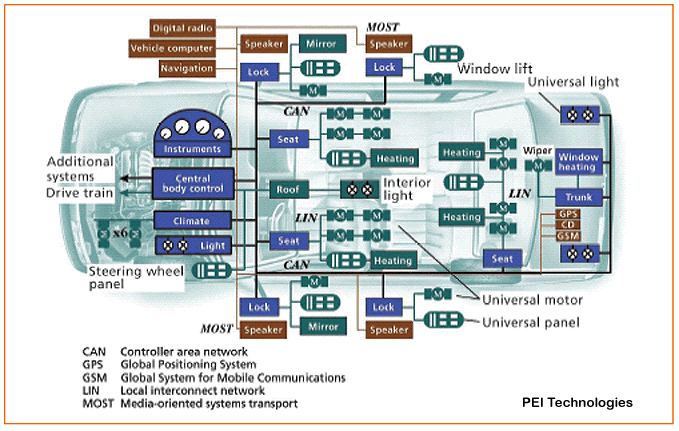 MOST
Digital radio
Vehicle computer
Navigation
Speaker
Mirror
Speaker
Lock
Lock
M
M
Window lift
Universal light
CAN
Instruments
Seat
M M
M M
Heating
Heating
M
M
Wiper
M
Window heating
Additional systems
Drive train
Central body control
Roof
Interior light
LIN
Trunk
Climate
LIN
M M
M M
Heating
M
M
GPS
CD
GSM
x6
Light
Seat
CAN
Heating
Seat
Steering wheel panel
M
M
Lock
Lock
Universal motor
Universal panel
MOST
Speaker
Mirror
Speaker
CAN Controller area network
GPS Global Positioning System
GSM Global System for Mobile Communications
LIN Local interconnect network
MOST Media-oriented systems transport
PEI Technologies